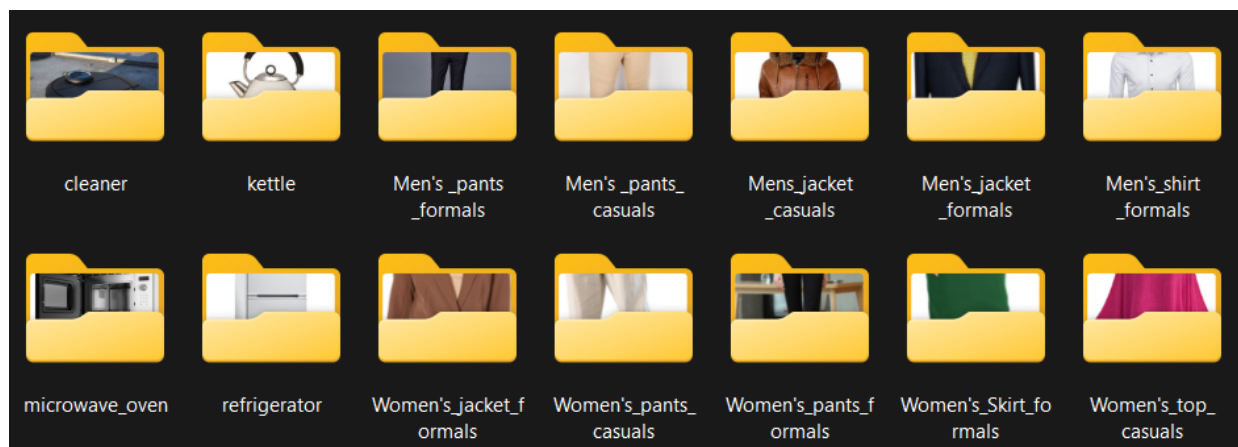 cleaner
kettle
Men's _pants
_formals
Men's _pants_
casuals
Mens_jacket
_casuals
Men's_jacket
_formals
Men's_shirt
_formals
microwave_oven
refrigerator
Women's_jacket_f
ormals
Women's_pants_
casuals
Women's_pants_f
ormals
Women's_Skirt_fo
rmals
Women's_top_
casuals